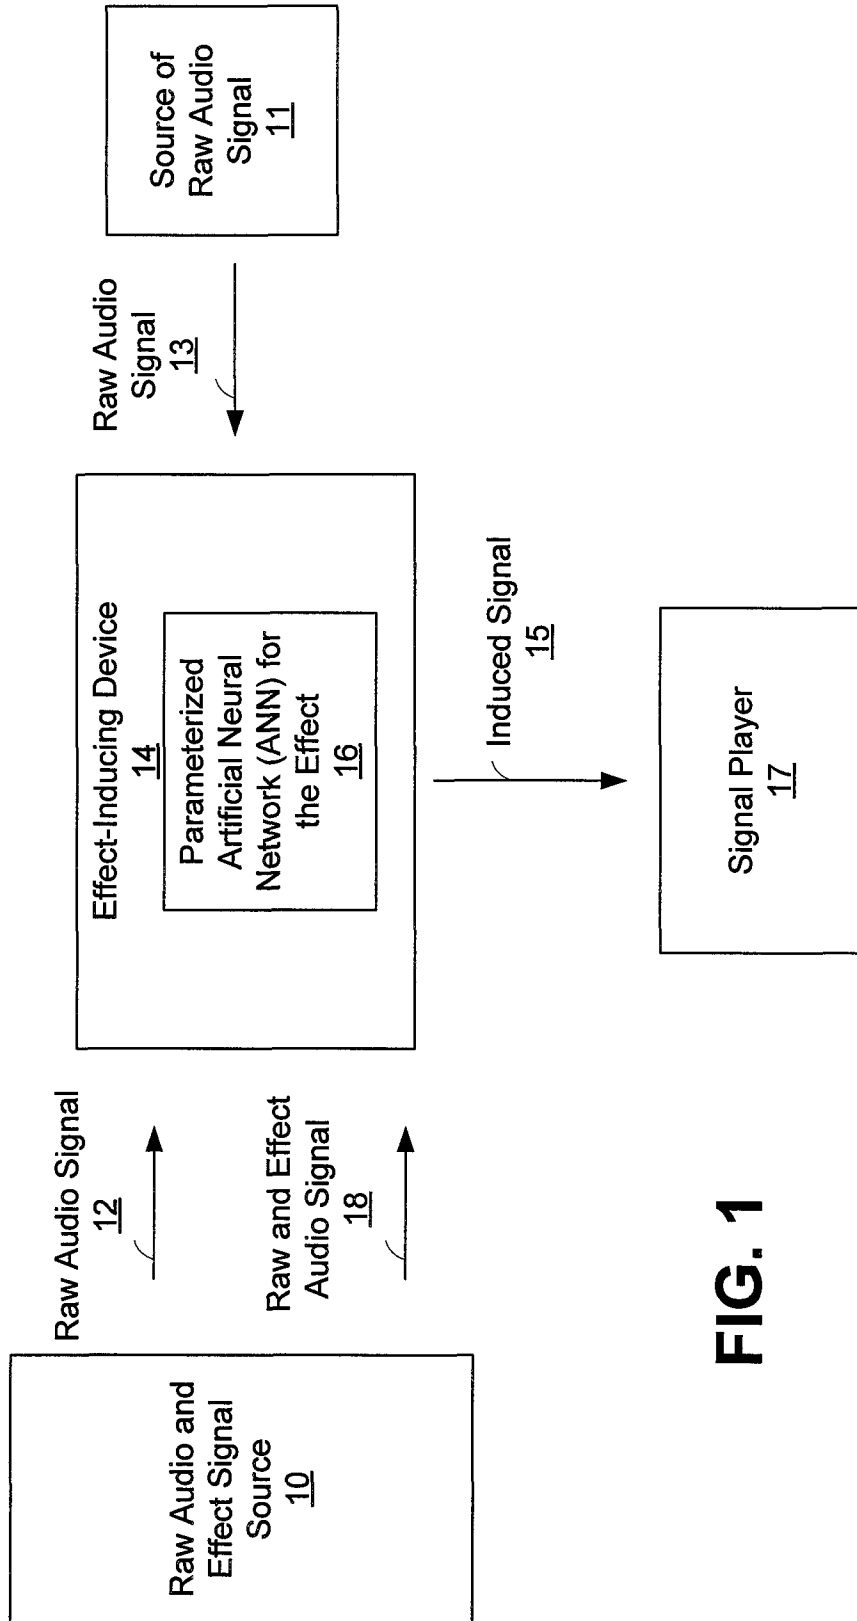 Raw Audio and
Effect Signal
Source
10
Raw Audio Signal
12
Raw and Effect
Audio Signal
18
Effect-Inducing Device
14
Parameterized
Artificial Neural
Network (ANN) for
the Effect
16
Raw Audio
Signal
13
Source of
Raw Audio
Signal
11
Induced Signal
15
Signal Player
17
FIG. 1